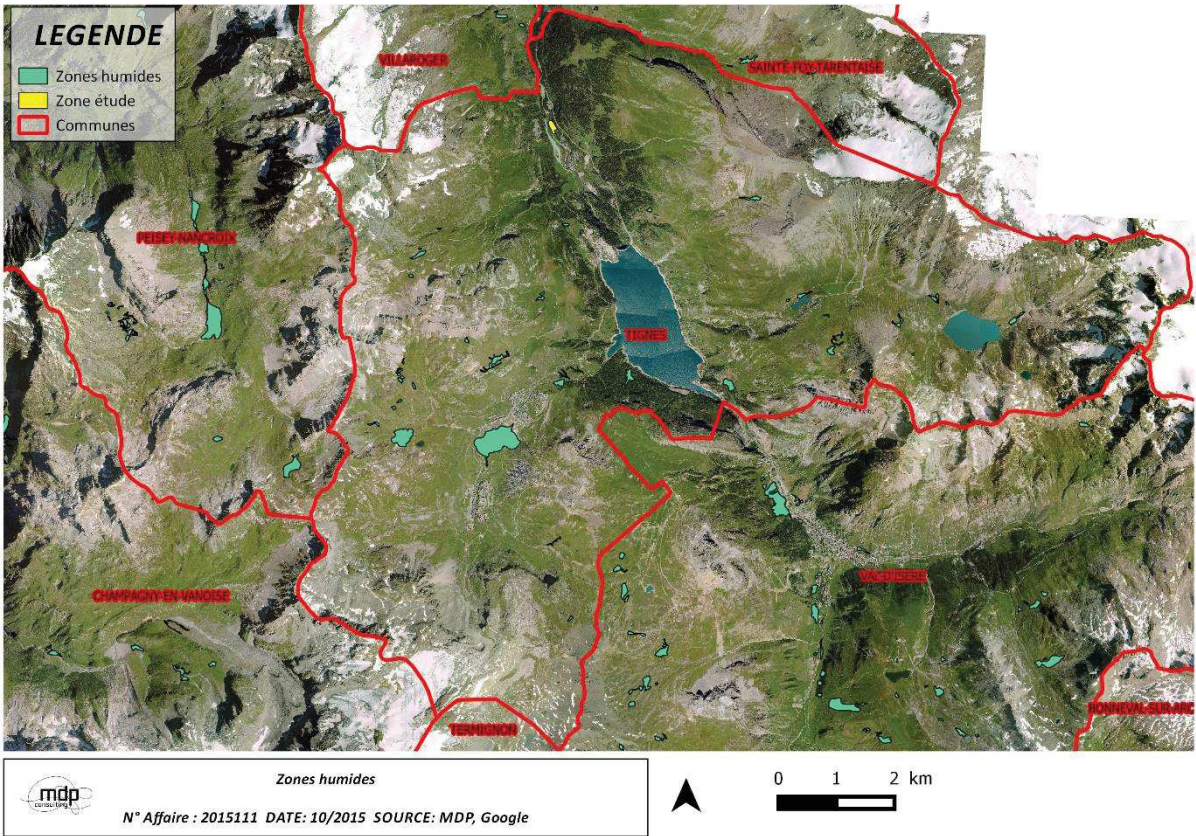 LEGENDE
Zones humides
Zone étude
Communes
VILLAROGER
SAINTE-FOY-TARENTAISE
PEISEY-NANCROIX
TIGNES
VAL-D'ISERE
CHAMPAGNY-EN-VANOISE
TERMIGNON
BONNEVAL-SUR-ARC
mdp
consulting
Zones humides
N° Affaire : 2015111 DATE: 10/2015 SOURCE: MDP, Google
0 1 2 km